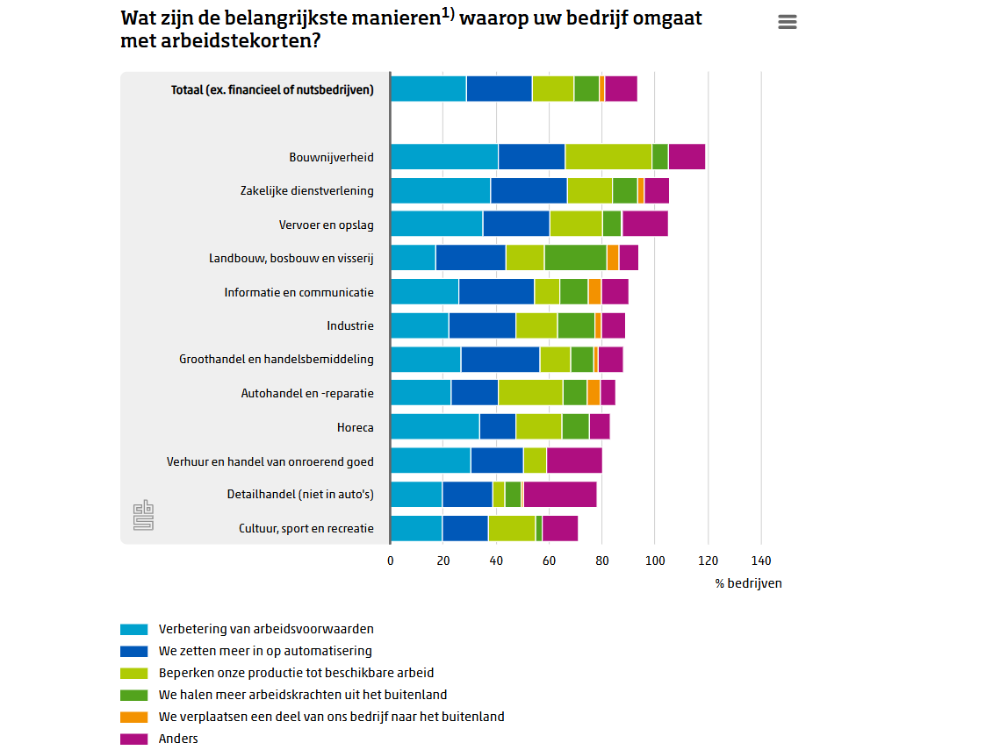 Wat zijn de belangrijkste manieren1) waarop uw bedrijf omgaat
met arbeidstekorten?
Totaal (ex. financieel of nutsbedrijven)
Bouwnijverheid
Zakelijke dienstverlening
Vervoer en opslag
Landbouw, bosbouw en visserij
Informatie en communicatie
Industrie
Groothandel en handelsbemiddeling
Autohandel en -reparatie
Horeca
Verhuur en handel van onroerend goed
Detailhandel (niet in auto's)
Cultuur, sport en recreatie
cbs
0 20 40 60 80 100 120 140
% bedrijven
Verbetering van arbeidsvoorwaarden
We zetten meer in op automatisering
Beperken onze productie tot beschikbare arbeid
We halen meer arbeidskrachten uit het buitenland
We verplaatsen een deel van ons bedrijf naar het buitenland
Anders